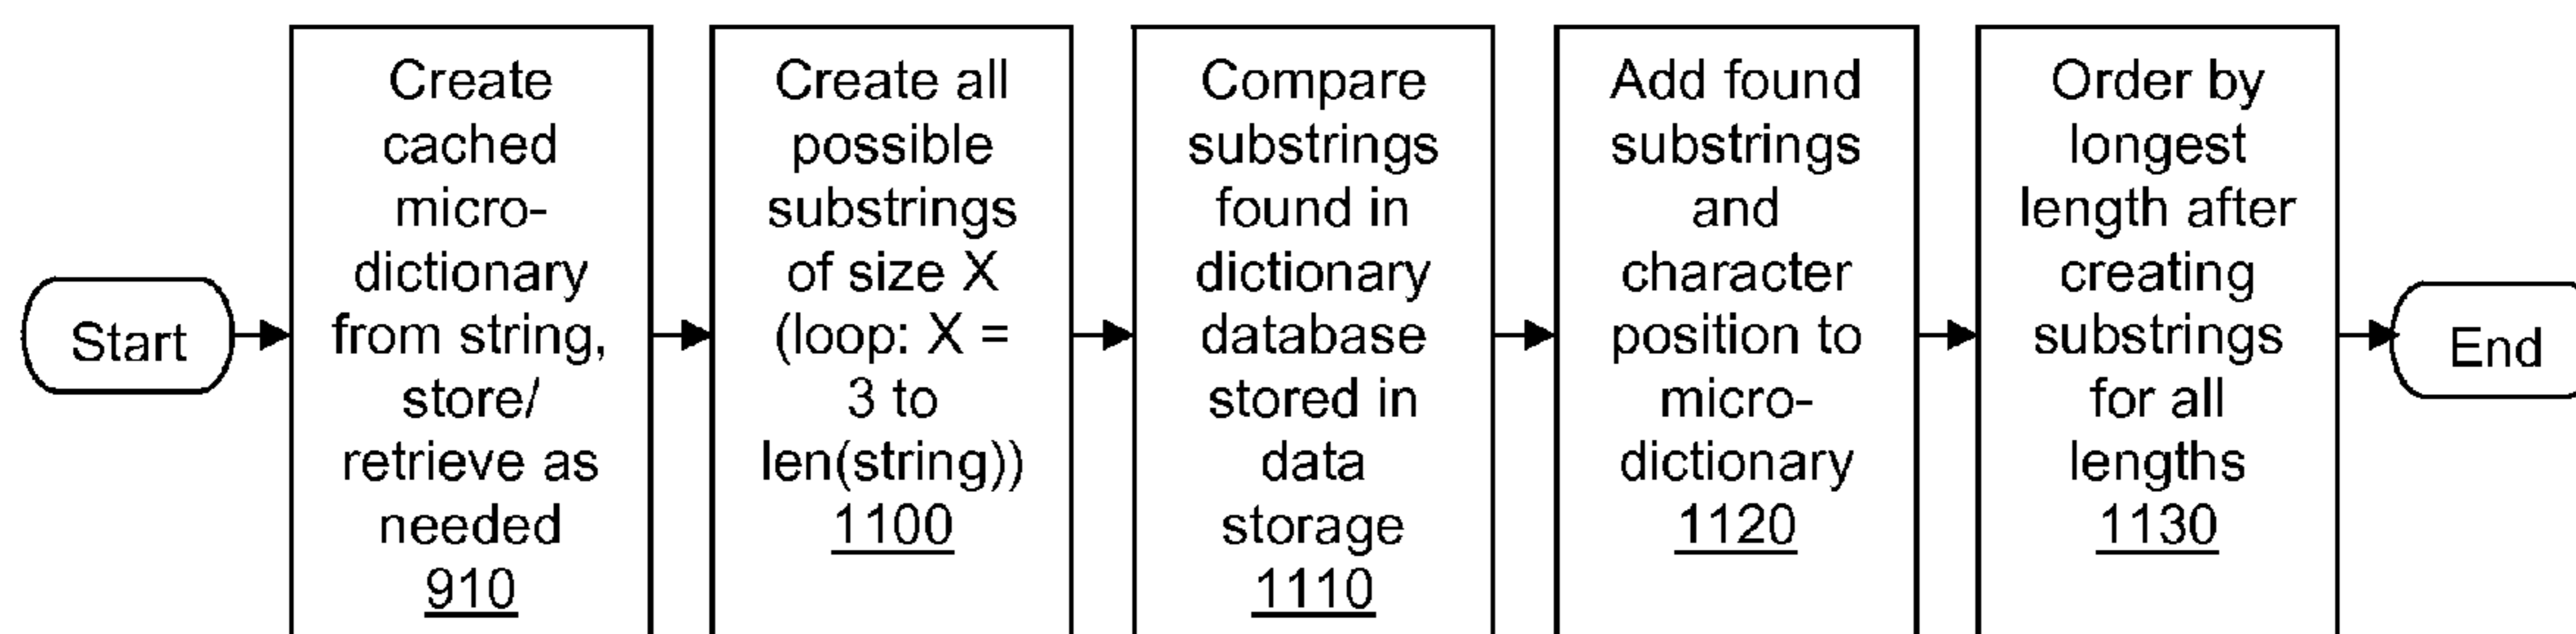 Start
Create
cached
micro-
dictionary
from string,
store/
retrieve as
needed
910
Create all
possible
substrings
of size X
(loop: X =
3 to
len(string))
1100
Compare
substrings
found in
dictionary
database
stored in
data
storage
1110
Add found
substrings
and
character
position to
micro-
dictionary
1120
Order by
longest
length after
creating
substrings
for all
lengths
1130
End